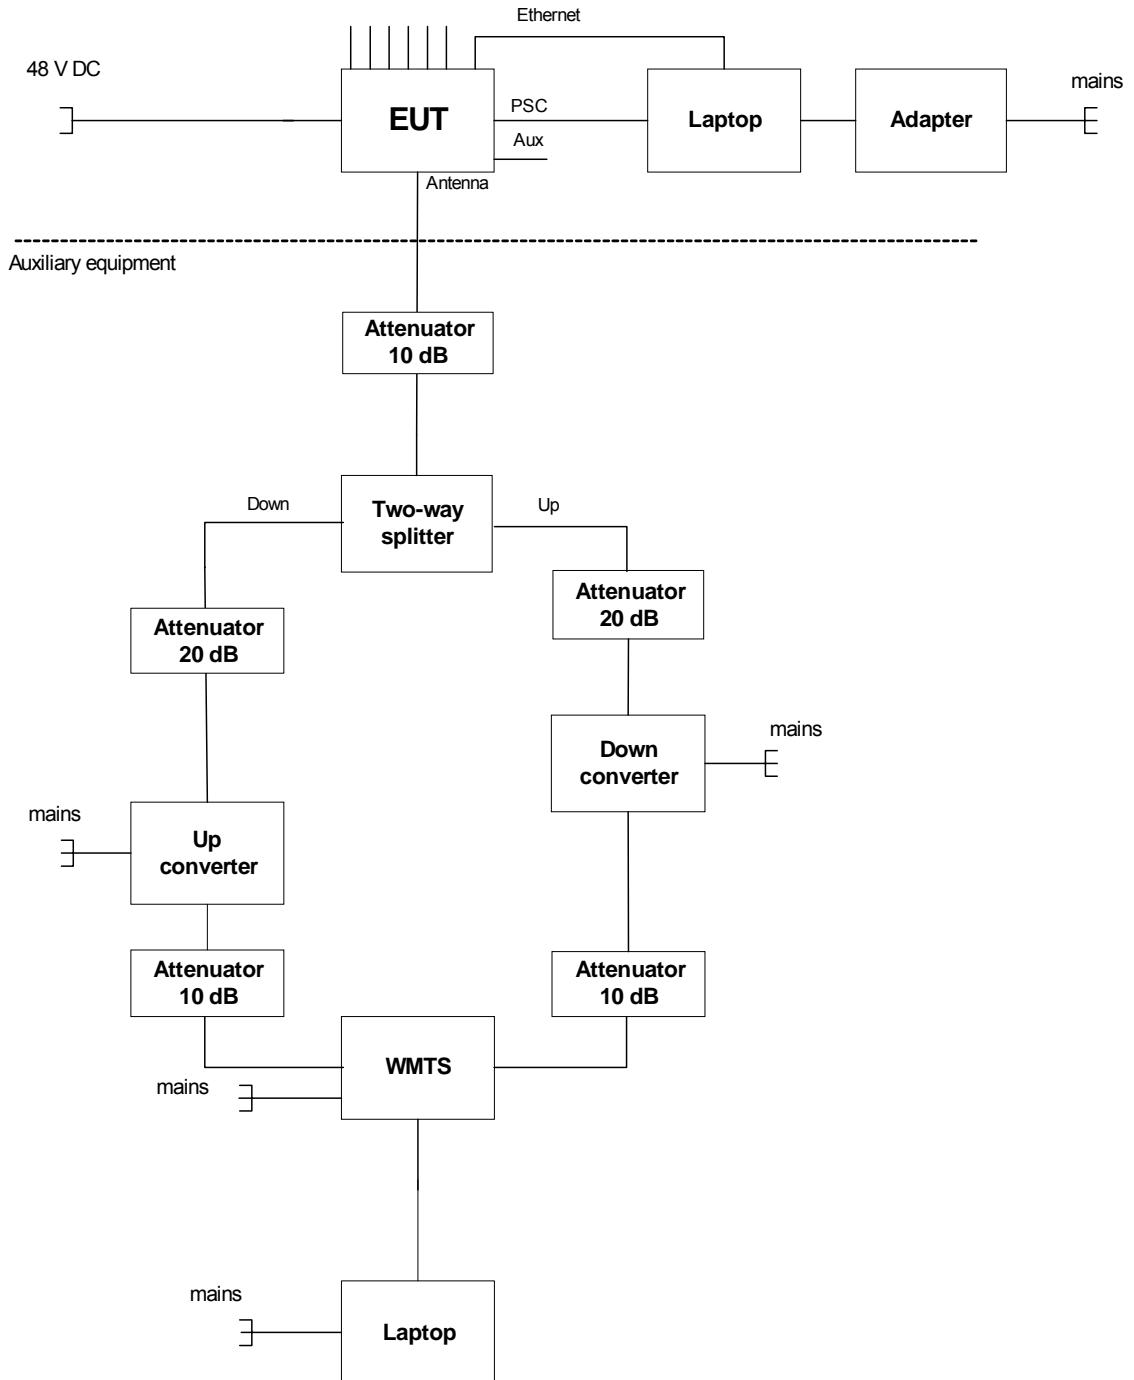 Ethernet
48 V DC
mains
EUT
PSC
Laptop
Adapter
Aux
Antenna
Auxiliary equipment
Attenuator
10 dB
Down
Two-way
splitter
Up
Attenuator
20 dB
Attenuator
20 dB
mains
Down
converter
mains
Up
converter
Attenuator
10 dB
Attenuator
10 dB
WMTS
mains
mains
Laptop